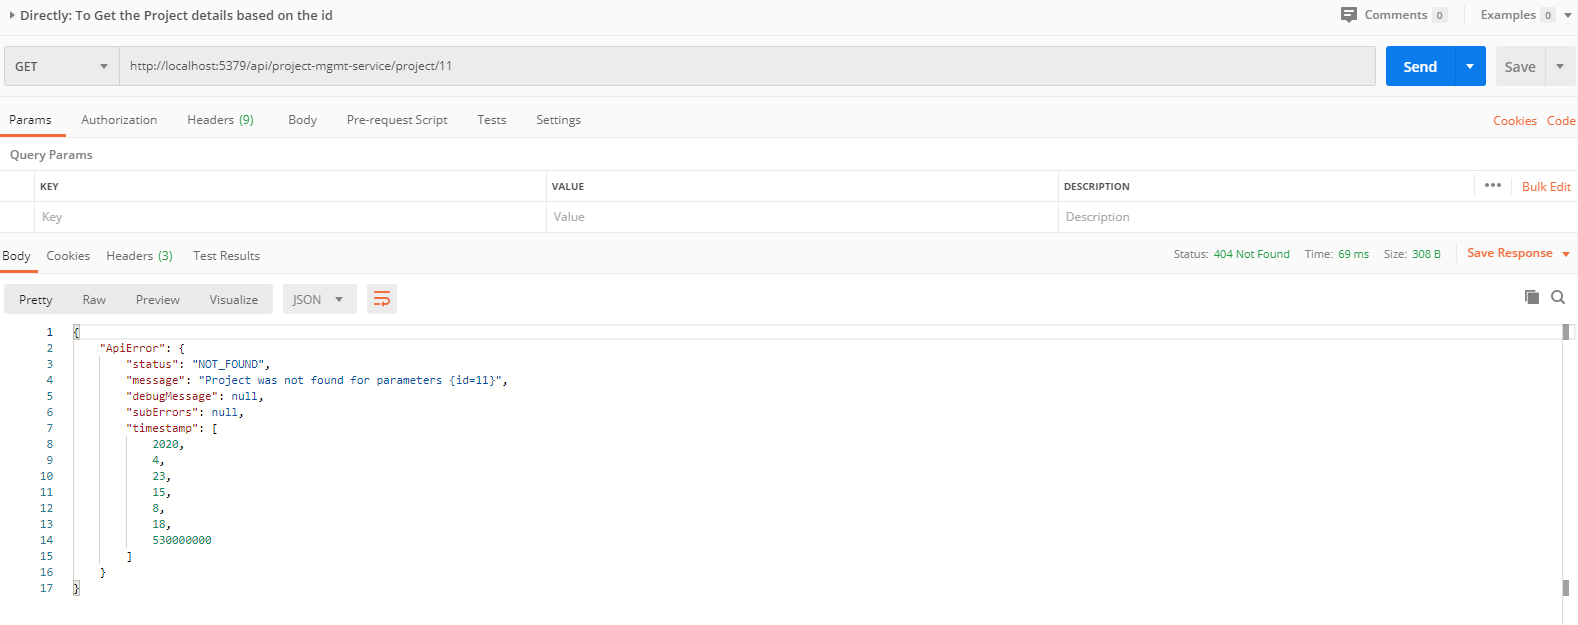 Directly: To Get the Project details based on the id
Comments 0 Examples 0
GET http://localhost:5379/api/project-mgmt-service/project/11 Send Save
Params Authorization Headers (9) Body Pre-request Script Tests Settings Cookies Code
Query Params
KEY VALUE DESCRIPTION ••• Bulk Edit
Key Value Description
Body Cookies Headers (3) Test Results Status: 404 Not Found Time: 69 ms Size: 308 B Save Response
Pretty Raw Preview Visualize JSON
1 {
2 "ApiError": {
3 "status": "NOT_FOUND",
4 "message": "Project was not found for parameters {id=11}",
5 "debugMessage": null,
6 "subErrors": null,
7 "timestamp": [
8 2020,
9 4,
10 23,
11 15,
12 8,
13 18,
14 530000000
15 ]
16 }
17 }